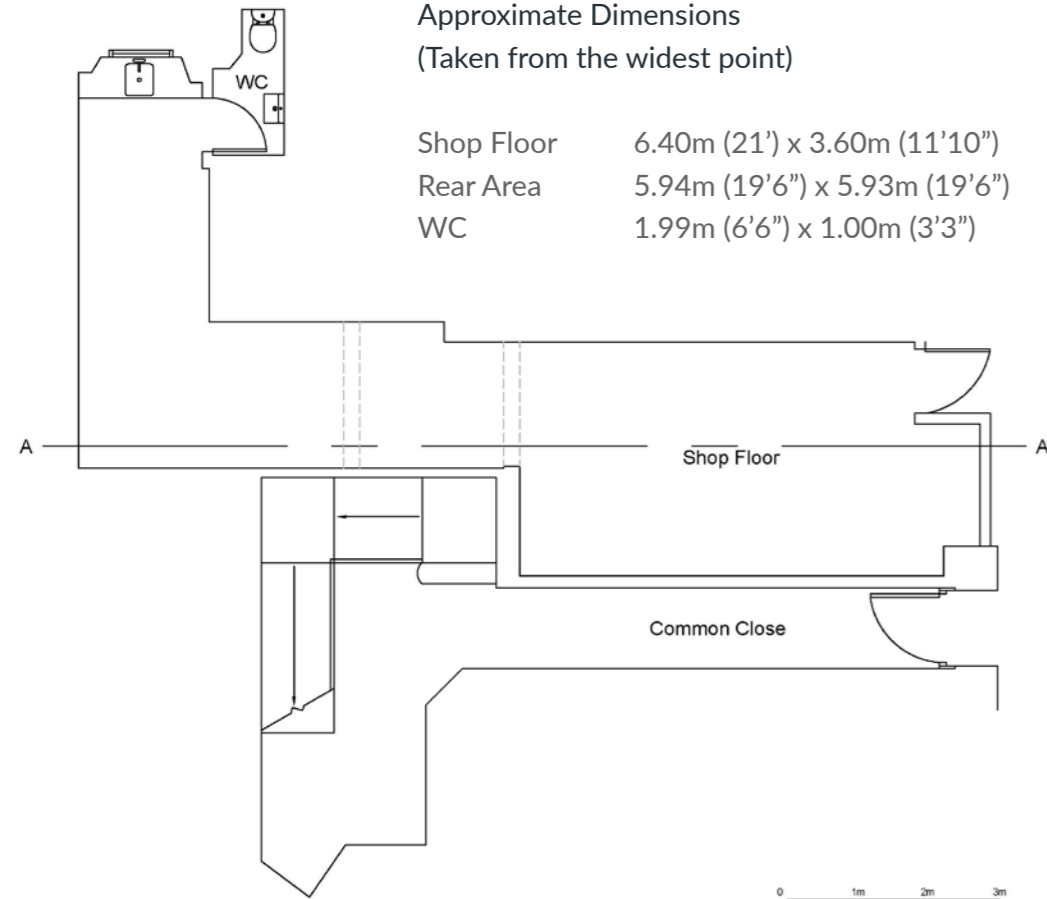 Approximate Dimensions
(Taken from the widest point)
WC
Shop Floor 6.40m (21’) x 3.60m (11’10”)
Rear Area 5.94m (19’6”) x 5.93m (19’6”)
WC 1.99m (6’6”) x 1.00m (3’3”)
A A
Shop Floor
Common Close
0 1m 2m 3m